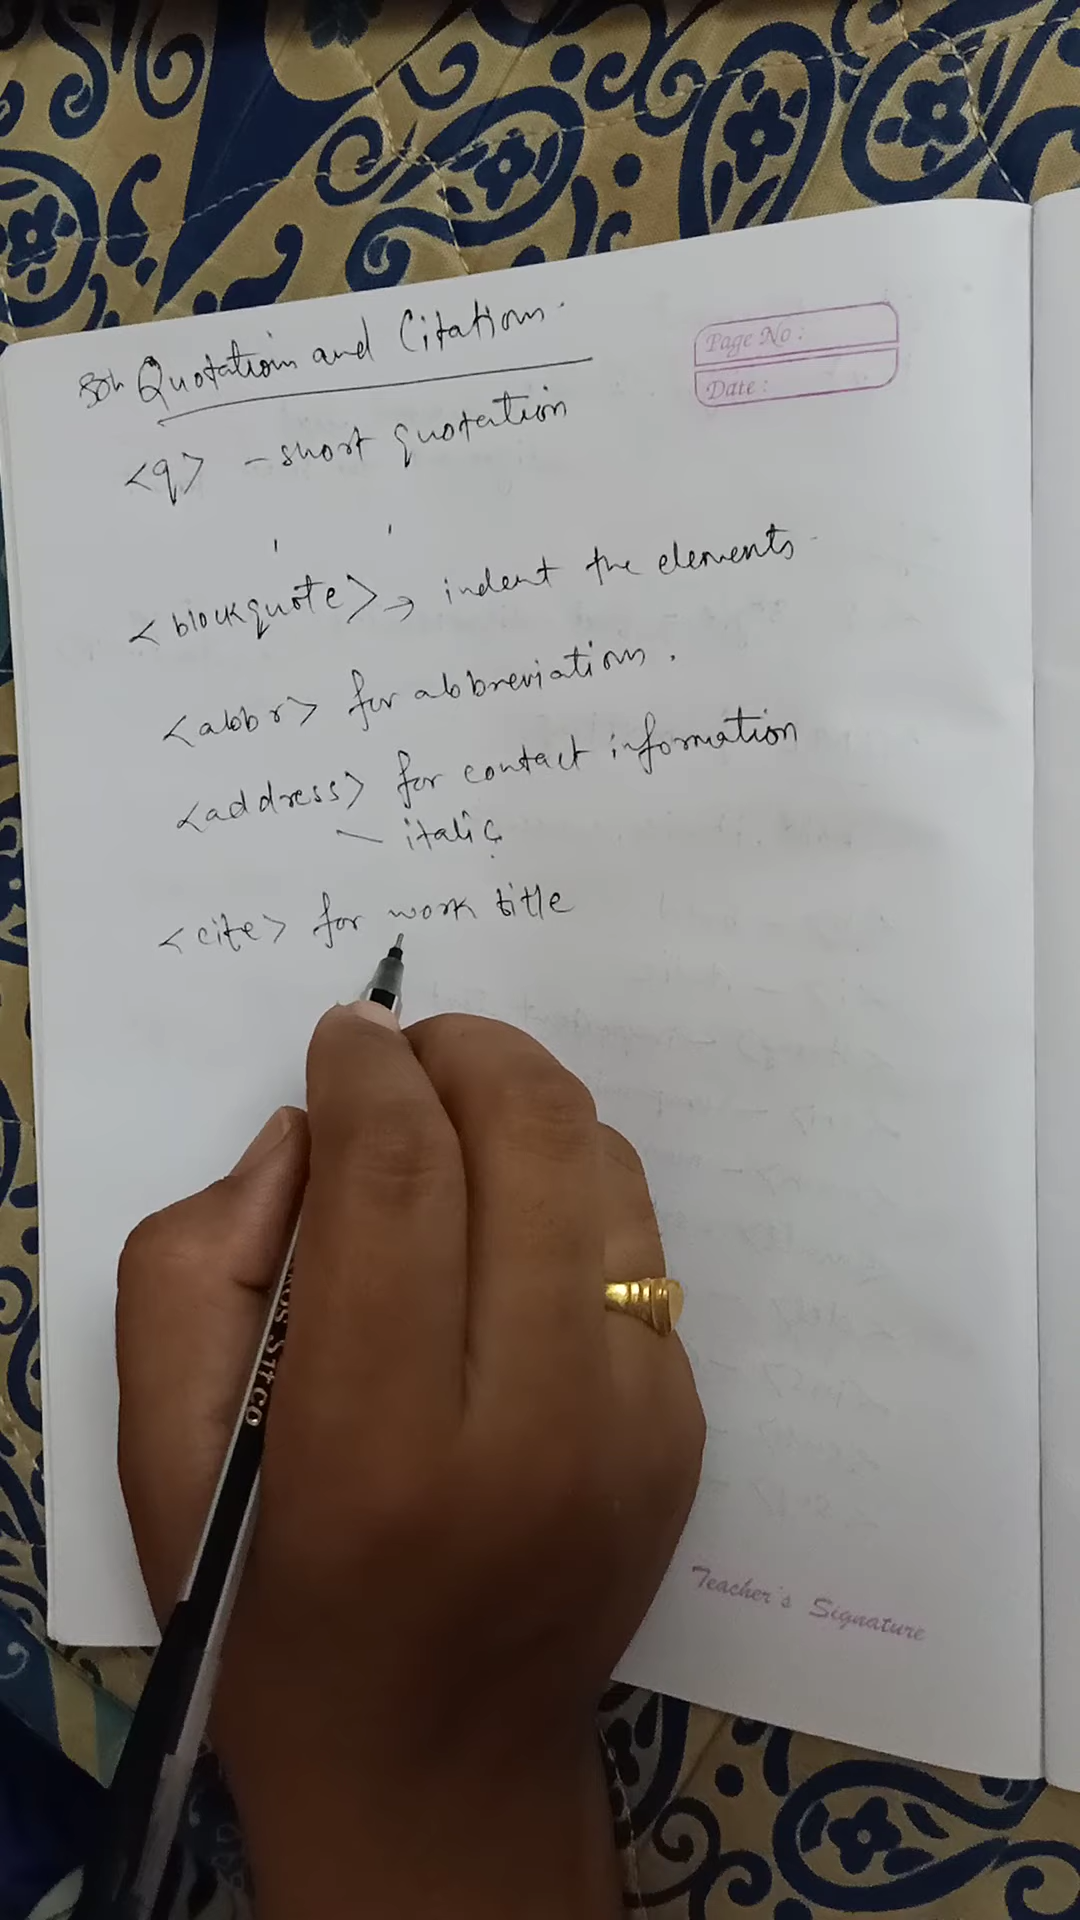 Quotation and Citation.
Page No :
Date :
<q> – short quotation
<blockquote> → indent the elements.
<abbr> for abbreviations.
<address> for contact information
– italic
<cite> for work title
Teacher's Signature